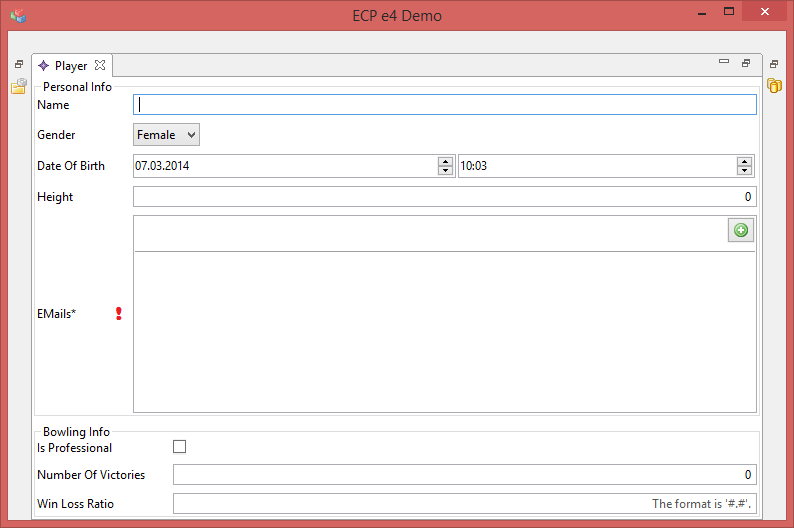 ECP e4 Demo
Player
Personal Info
Name
Gender Female
Date Of Birth 07.03.2014 10:03
Height 0
EMails*
Bowling Info
Is Professional
Number Of Victories 0
Win Loss Ratio The format is '#.#'.